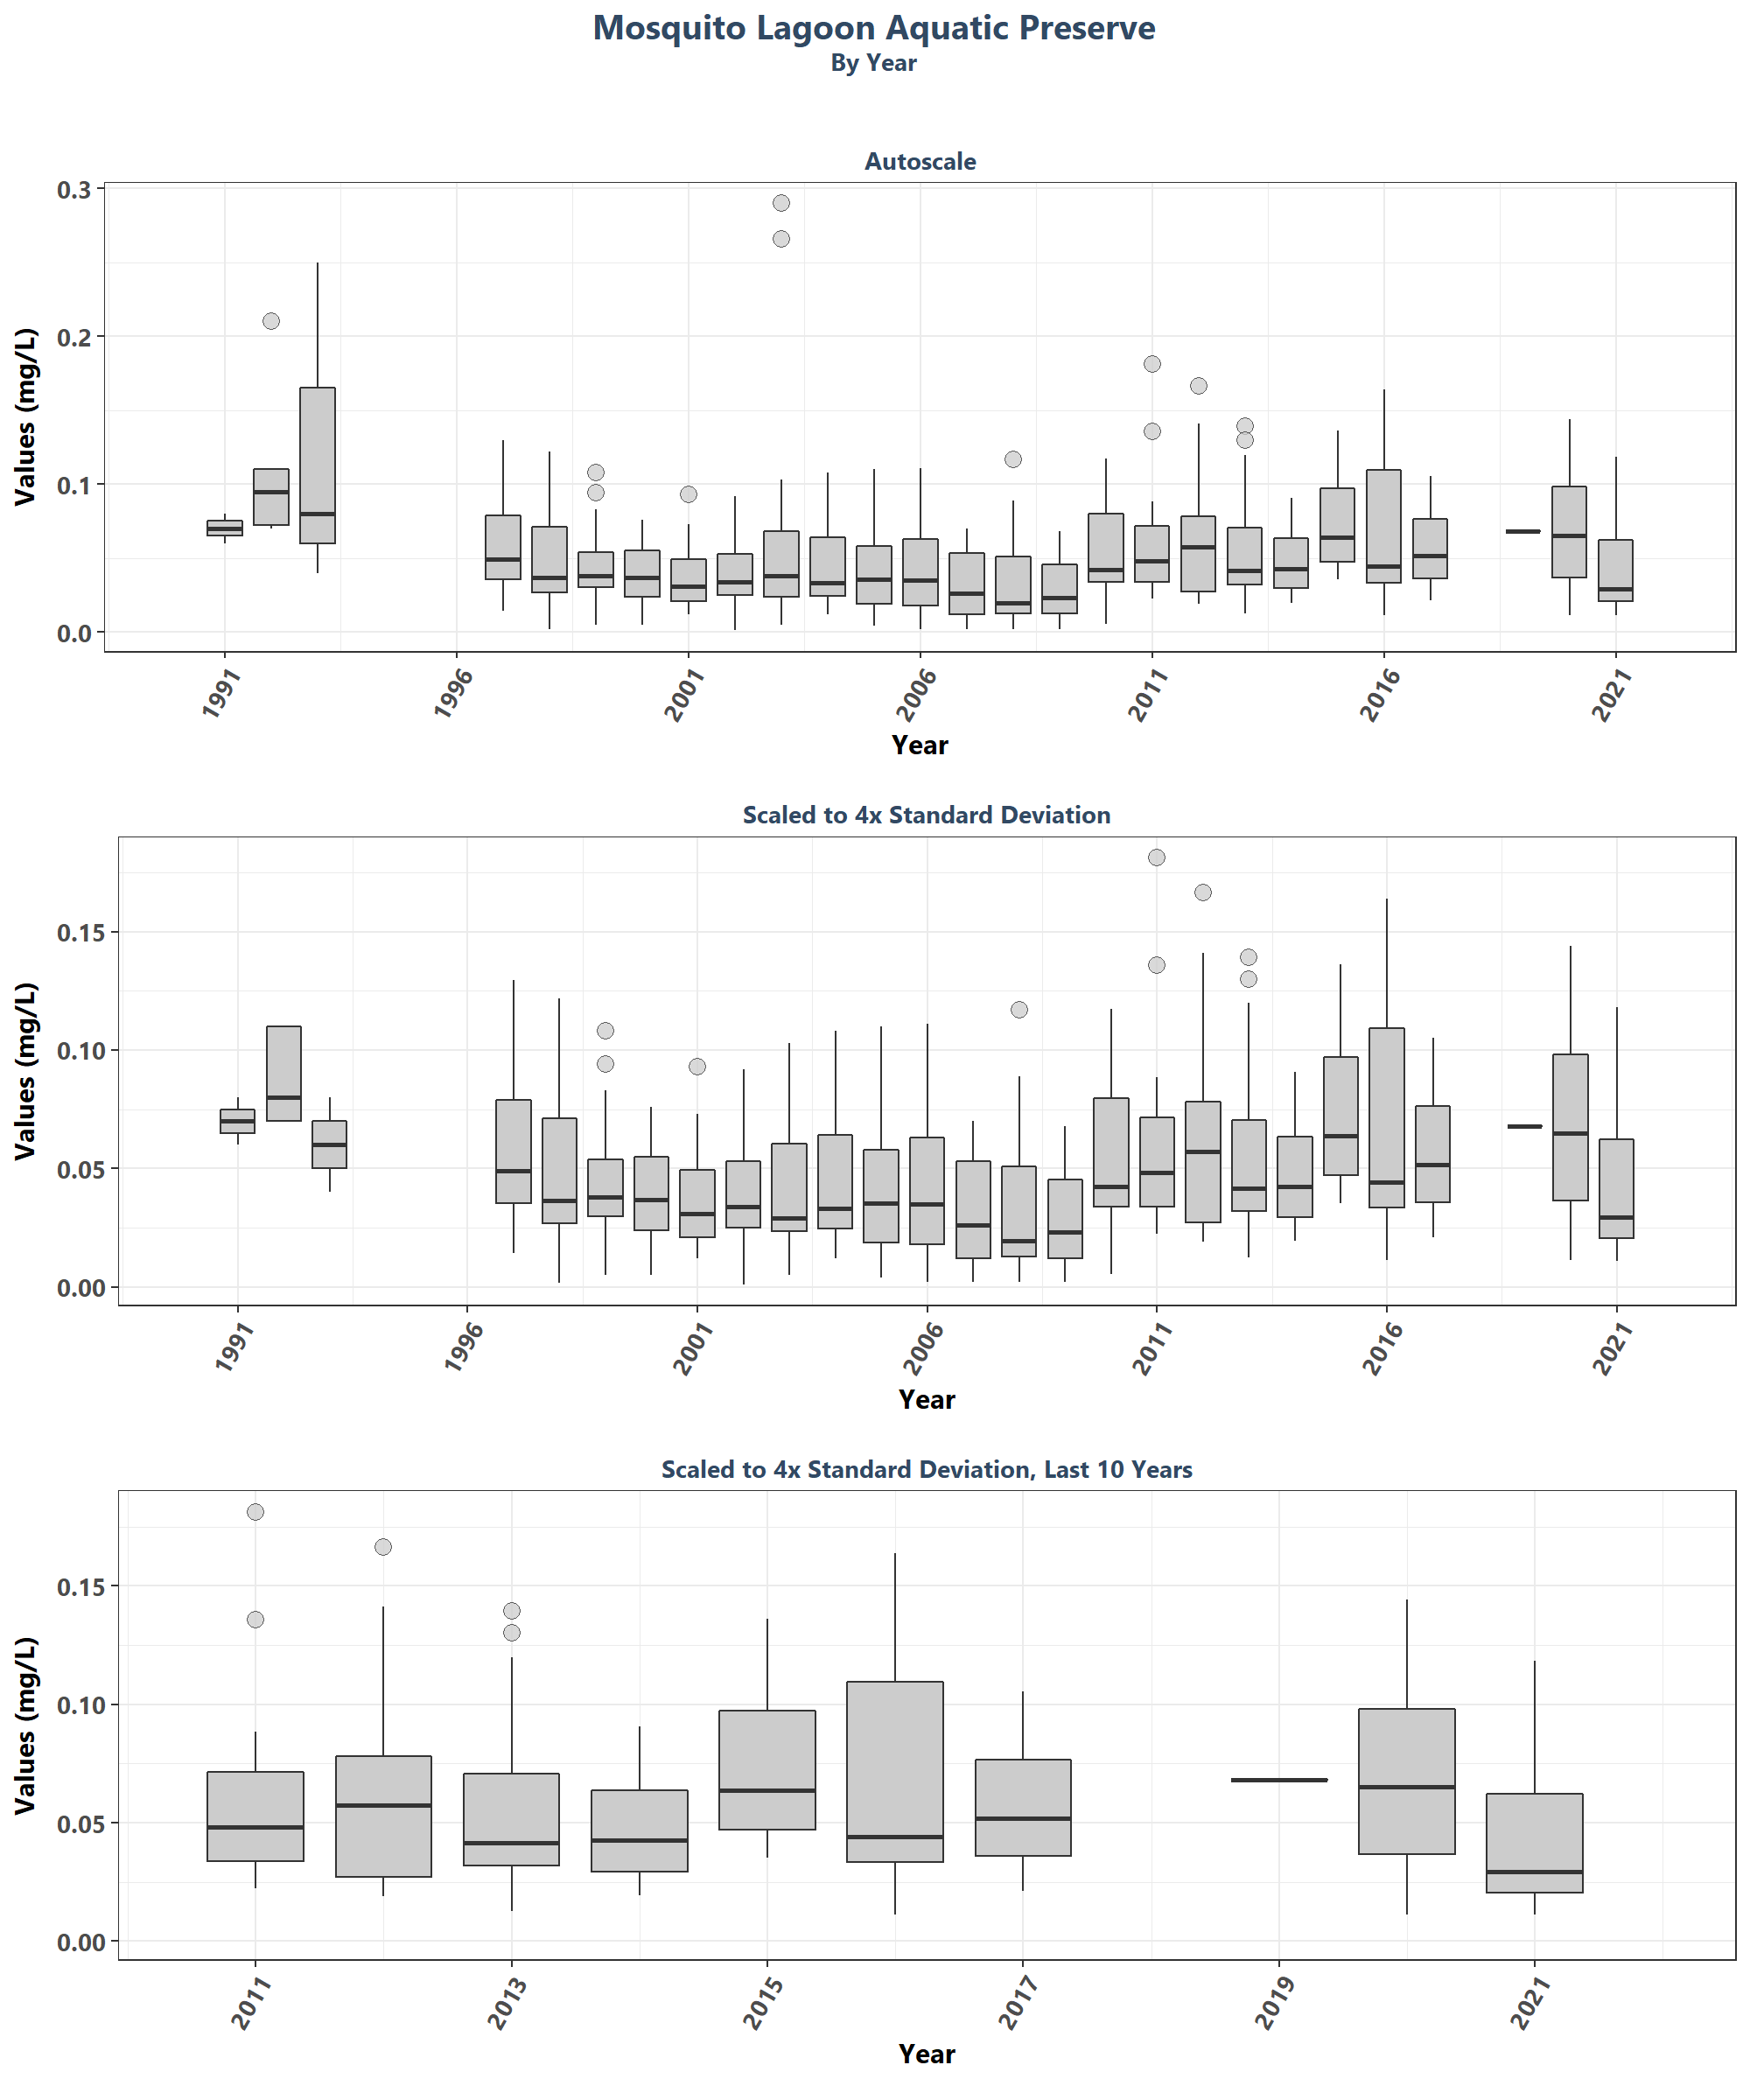 Mosquito Lagoon Aquatic Preserve
By Year
Autoscale
Values (mg/L)
0.3
0.2
0.1
0.0
1991 1996 2001 2006 2011 2016 2021
Year
Scaled to 4x Standard Deviation
Values (mg/L)
0.15
0.10
0.05
0.00
1991 1996 2001 2006 2011 2016 2021
Year
Scaled to 4x Standard Deviation, Last 10 Years
Values (mg/L)
0.15
0.10
0.05
0.00
2011 2013 2015 2017 2019 2021
Year